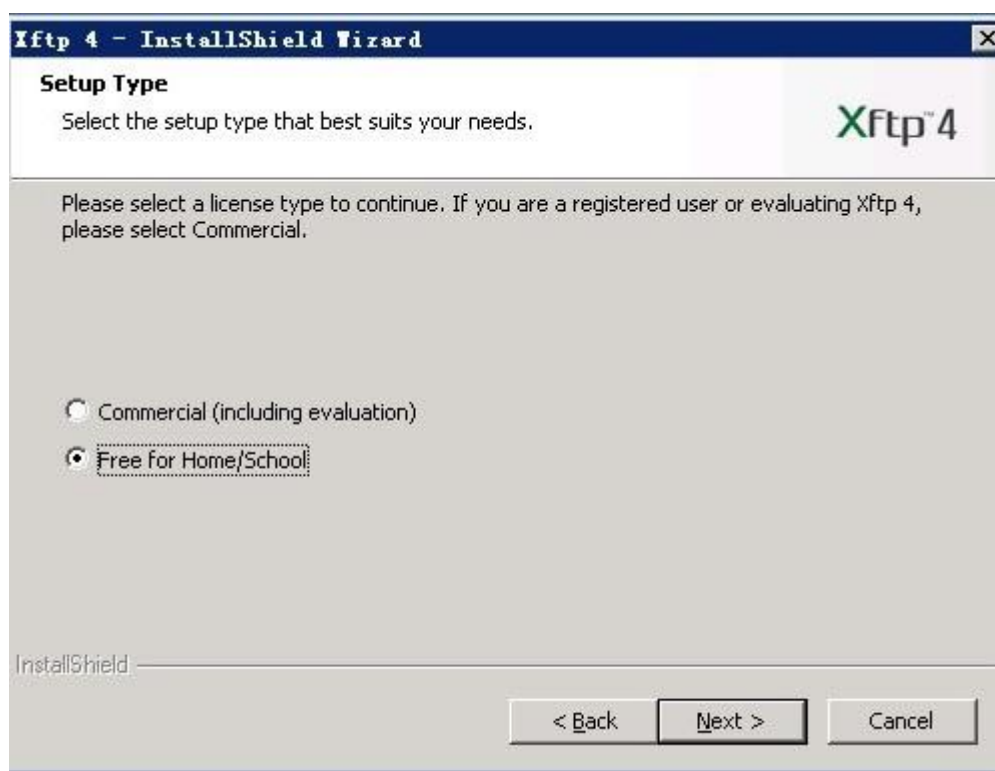 Xftp 4 - InstallShield Wizard
Setup Type
Select the setup type that best suits your needs.
Xftp™4
Please select a license type to continue. If you are a registered user or evaluating Xftp 4,
please select Commercial.
Commercial (including evaluation)
Free for Home/School
InstallShield
< Back
Next >
Cancel